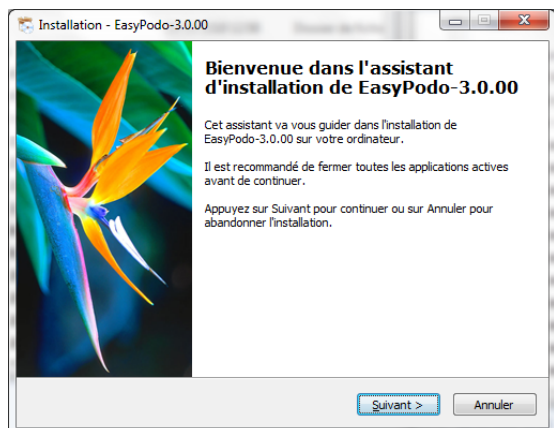 Installation - EasyPodo-3.0.00
Bienvenue dans l'assistant
d'installation de EasyPodo-3.0.00
Cet assistant va vous guider dans l'installation de
EasyPodo-3.0.00 sur votre ordinateur.
Il est recommandé de fermer toutes les applications actives
avant de continuer.
Appuyez sur Suivant pour continuer ou sur Annuler pour
abandonner l'installation.
Suivant >
Annuler